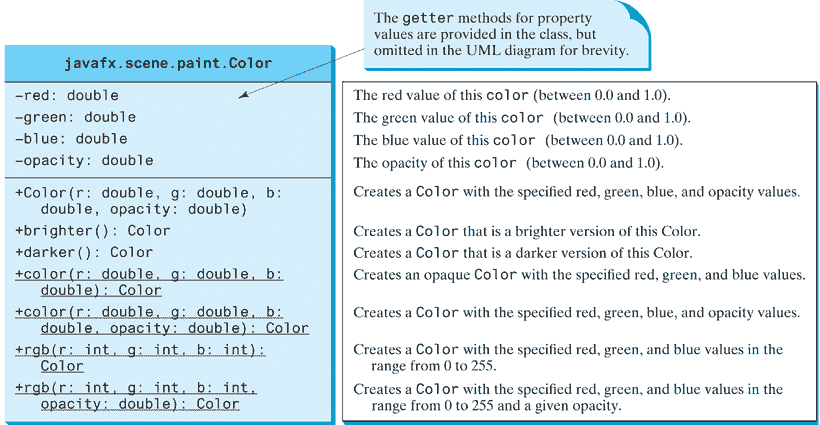 The getter methods for property
values are provided in the class, but
omitted in the UML diagram for brevity.
javafx.scene.paint.Color
-red: double
-green: double
-blue: double
-opacity: double
The red value of this color (between 0.0 and 1.0).
The green value of this color (between 0.0 and 1.0).
The blue value of this color (between 0.0 and 1.0).
The opacity of this color (between 0.0 and 1.0).
+Color(r: double, g: double, b:
double, opacity: double)
+brighter(): Color
+darker(): Color
+color(r: double, g: double, b:
double): Color
+color(r: double, g: double, b:
double, opacity: double): Color
+rgb(r: int, g: int, b: int):
Color
+rgb(r: int, g: int, b: int,
opacity: double): Color
Creates a Color with the specified red, green, blue, and opacity values.
Creates a Color that is a brighter version of this Color.
Creates a Color that is a darker version of this Color.
Creates an opaque Color with the specified red, green, and blue values.
Creates a Color with the specified red, green, blue, and opacity values.
Creates a Color with the specified red, green, and blue values in the
range from 0 to 255.
Creates a Color with the specified red, green, and blue values in the
range from 0 to 255 and a given opacity.